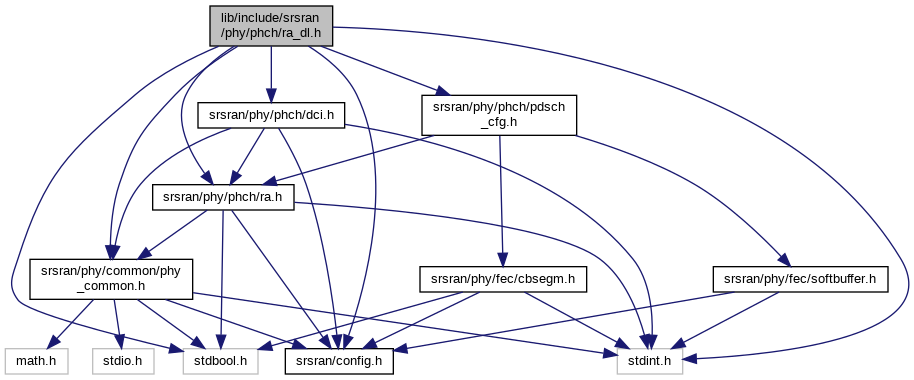 lib/include/srsran
/phy/phch/ra_dl.h
srsran/phy/phch/dci.h
srsran/phy/phch/pdsch
_cfg.h
srsran/phy/phch/ra.h
srsran/phy/common/phy
_common.h
srsran/phy/fec/cbsegm.h
srsran/phy/fec/softbuffer.h
math.h
stdio.h
stdbool.h
srsran/config.h
stdint.h